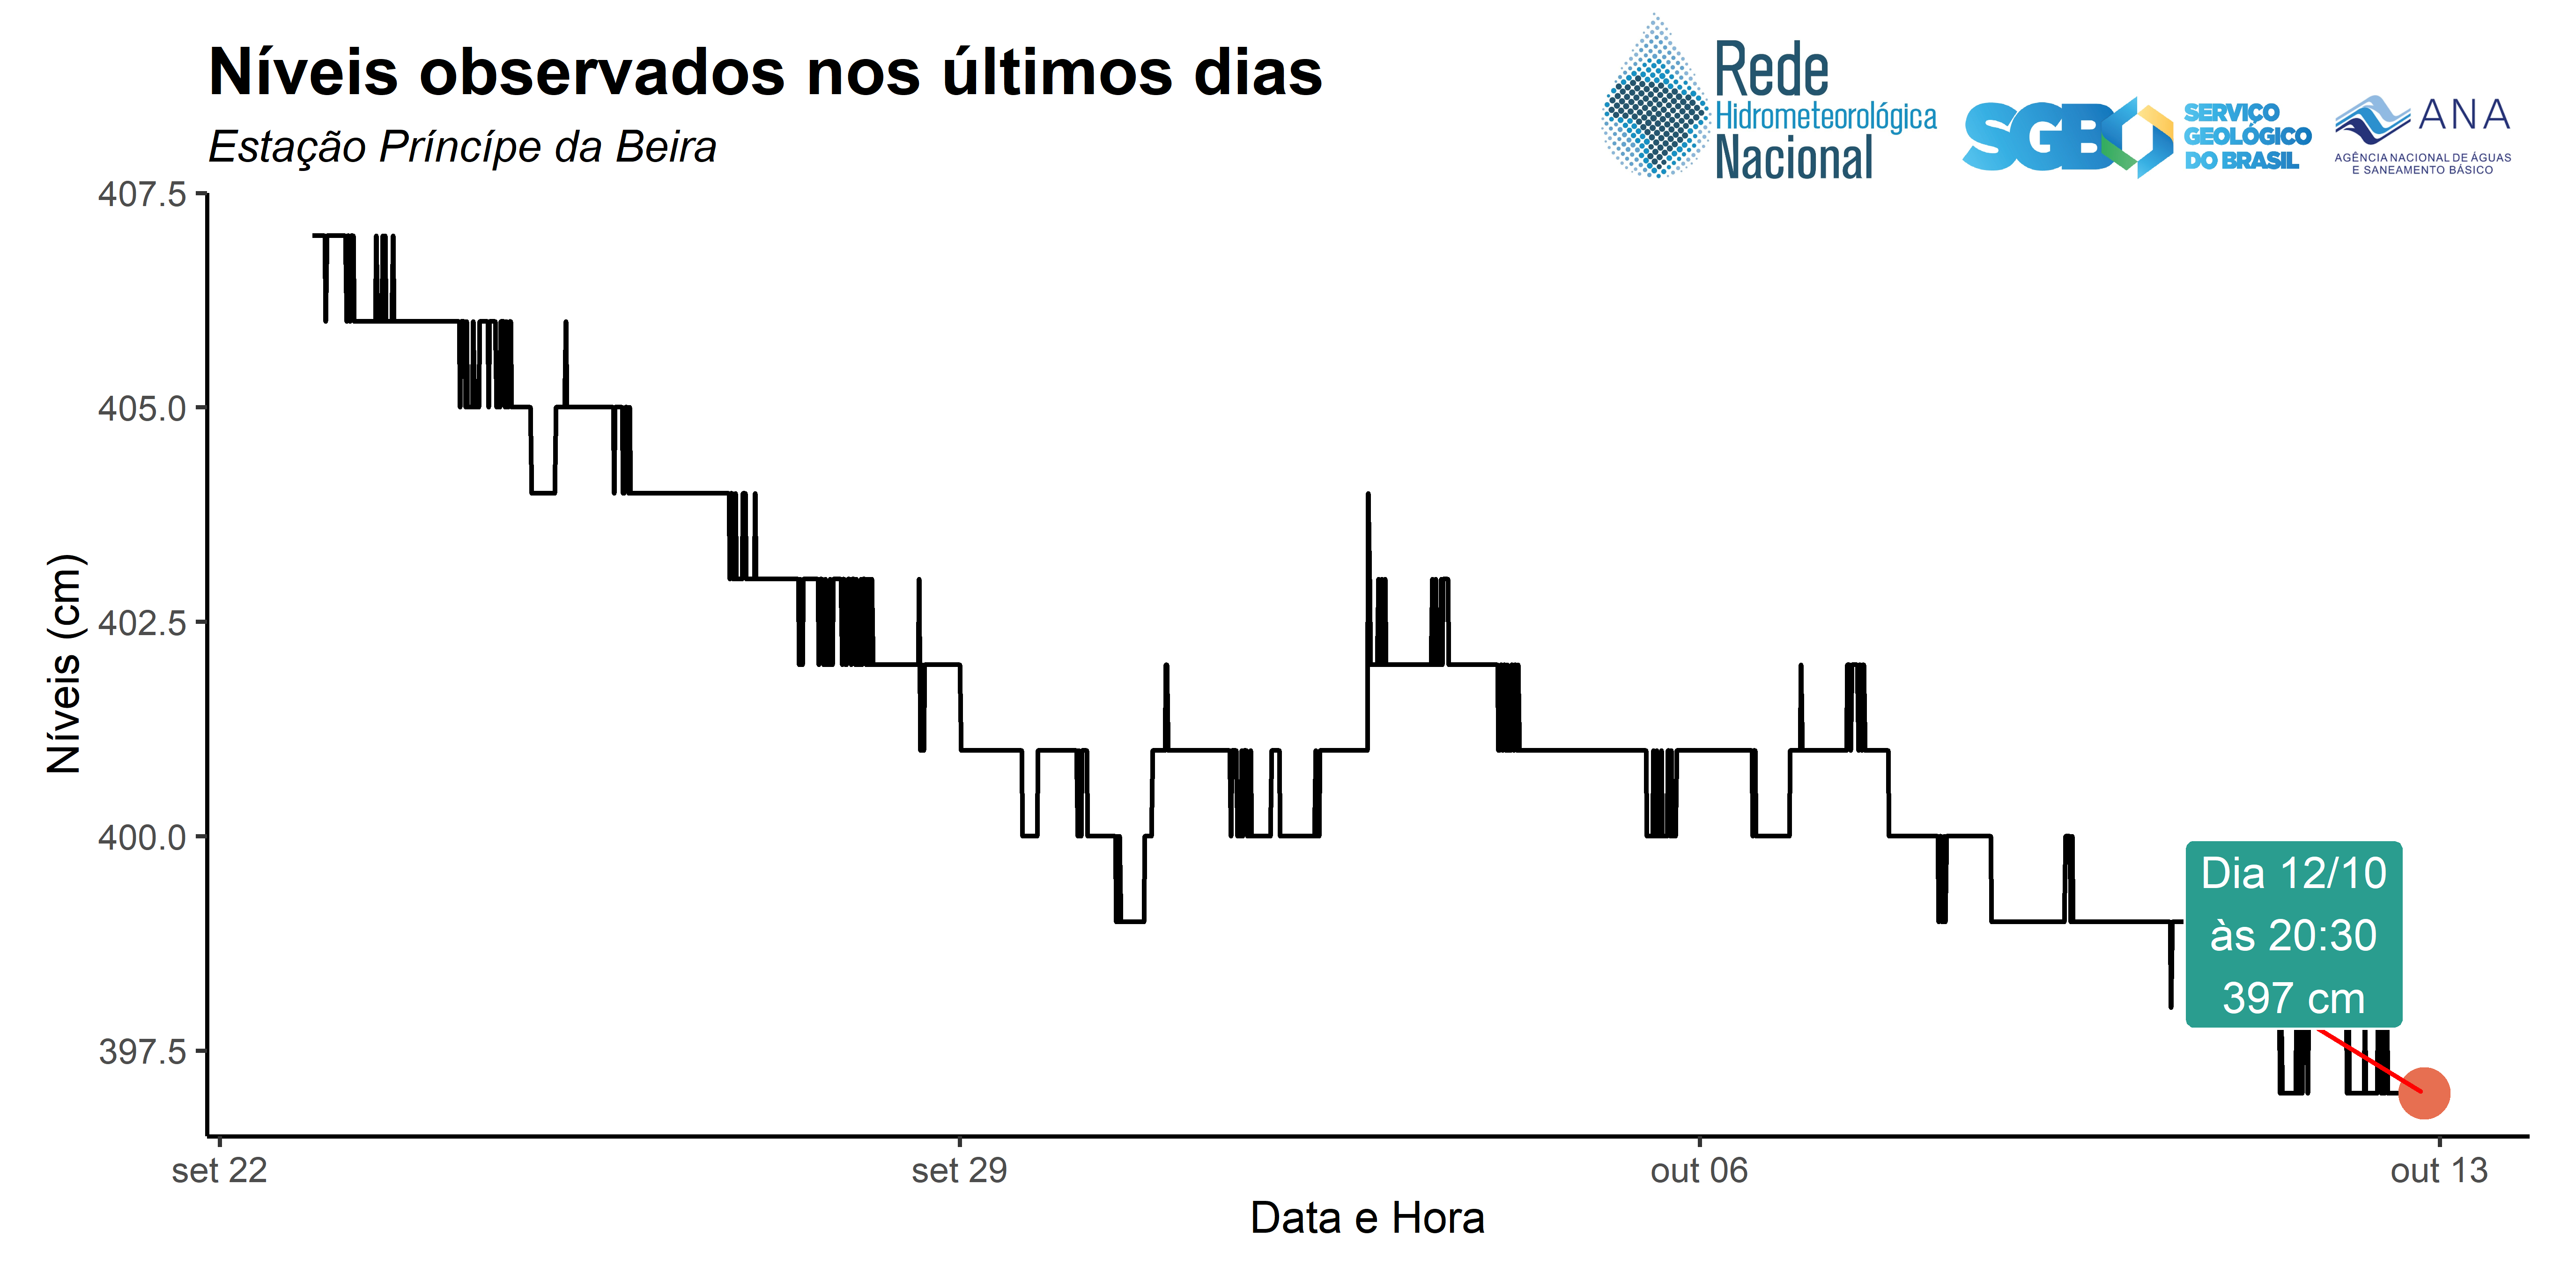 Níveis observados nos últimos dias
Estação Príncípe da Beira
Rede
Hidrometeorológica
Nacional
SGB
SERVIÇO
GEOLÓGICO
DO BRASIL
ANA
AGÊNCIA NACIONAL DE ÁGUAS
E SANEAMENTO BÁSICO
Níveis (cm)
407.5
405.0
402.5
400.0
397.5
Dia 12/10
às 20:30
397 cm
set 22
set 29
out 06
out 13
Data e Hora